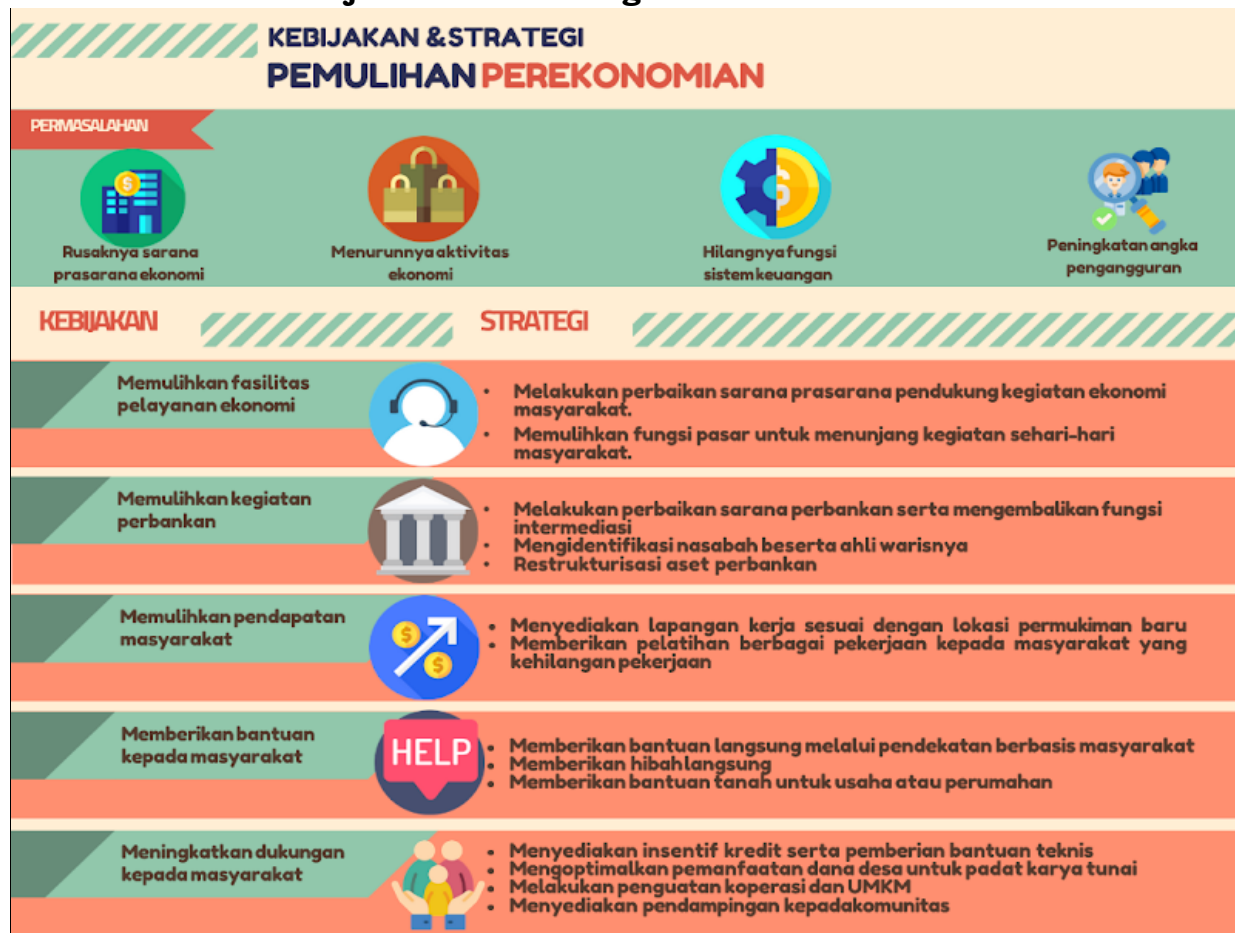 KEBIJAKAN &STRATEGI
PEMULIHAN PEREKONOMIAN
PERMASALAHAN
Rusaknya sarana
prasarana ekonomi
Menurunnya aktivitas
ekonomi
Hilangnya fungsi
sistem keuangan
Peningkatan angka
pengangguran
KEBIJAKAN
STRATEGI
Memulihkan fasilitas
pelayanan ekonomi
• Melakukan perbaikan sarana prasarana pendukung kegiatan ekonomi
masyarakat.
• Memulihkan fungsi pasar untuk menunjang kegiatan sehari-hari
masyarakat.
Memulihkan kegiatan
perbankan
• Melakukan perbaikan sarana perbankan serta mengembalikan fungsi
intermediasi
• Mengidentifikasi nasabah beserta ahli warisnya
• Restrukturisasi aset perbankan
Memulihkan pendapatan
masyarakat
• Menyediakan lapangan kerja sesuai dengan lokasi permukiman baru
• Memberikan pelatihan berbagai pekerjaan kepada masyarakat yang
kehilangan pekerjaan
Memberikan bantuan
kepada masyarakat
HELP
• Memberikan bantuan langsung melalui pendekatan berbasis masyarakat
• Memberikan hibah langsung
• Memberikan bantuan tanah untuk usaha atau perumahan
Meningkatkan dukungan
kepada masyarakat
• Menyediakan insentif kredit serta pemberian bantuan teknis
• Mengoptimalkan pemanfaatan dana desa untuk padat karya tunai
• Melakukan penguatan koperasi dan UMKM
• Menyediakan pendampingan kepadakomunitas